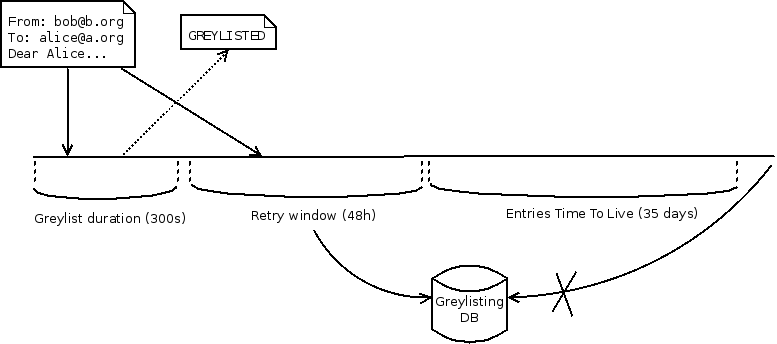 From: bob@b.org
To: alice@a.org
Dear Alice...
GREYLISTED
Greylist duration (300s)
Retry window (48h)
Entries Time To Live (35 days)
Greylisting
DB